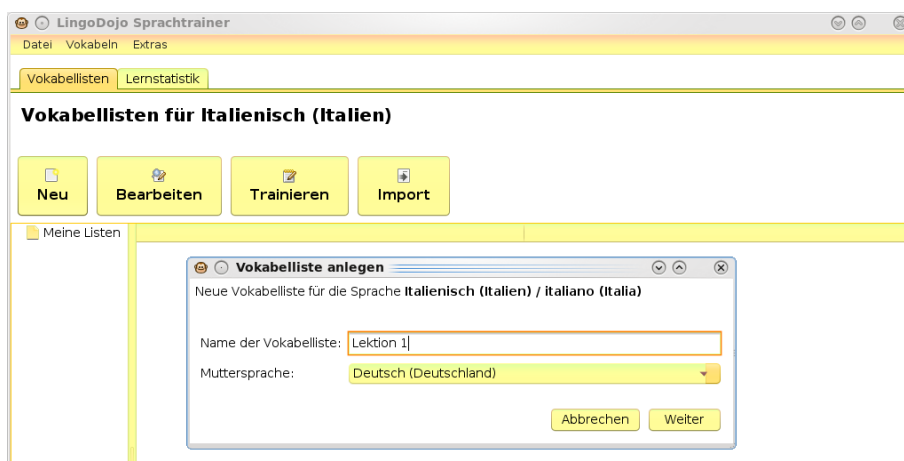 LingoDojo Sprachtrainer
Datei Vokabeln Extras
Vokabellisten Lernstatistik
Vokabellisten für Italienisch (Italien)
Neu Bearbeiten Trainieren Import
Meine Listen
Vokabelliste anlegen
Neue Vokabelliste für die Sprache Italienisch (Italien) / italiano (Italia)
Name der Vokabelliste: Lektion 1
Muttersprache: Deutsch (Deutschland)
Abbrechen Weiter